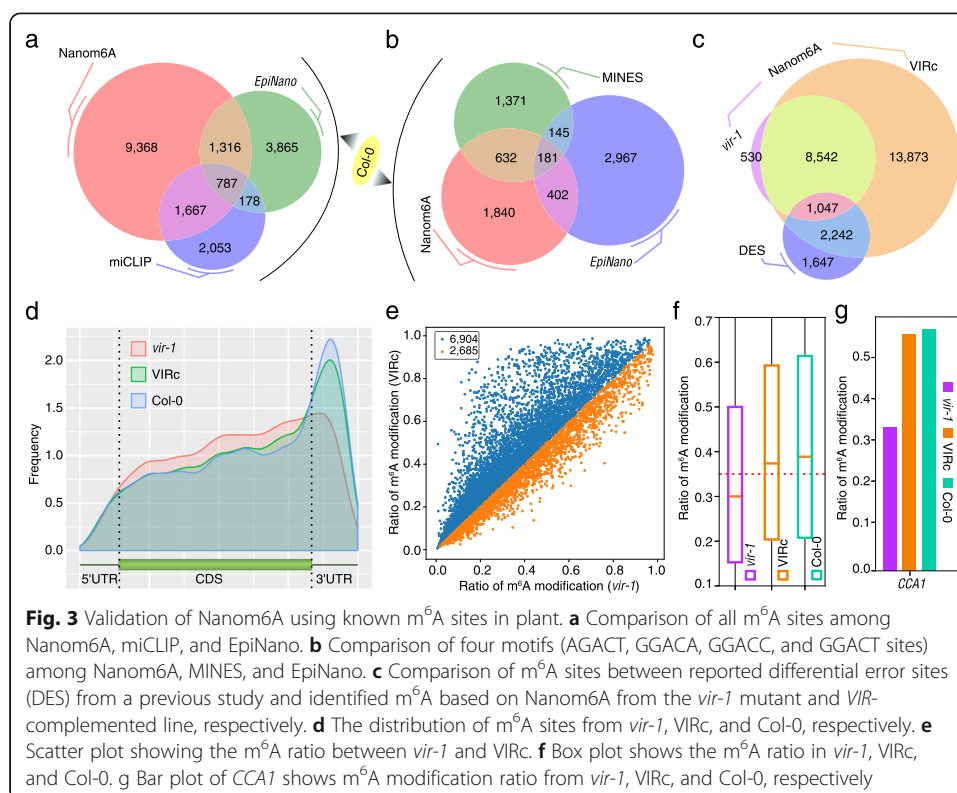 a
Nanom6A
EpiNano
9,368
1,316
3,865
787
178
1,667
2,053
miCLIP
Col-0
b
MINES
1,371
145
632
181
2,967
402
1,840
Nanom6A
EpiNano
c
Nanom6A
VIRc
vir-1
530
8,542
13,873
1,047
2,242
DES
1,647
d
vir-1
VIRc
Col-0
Frequency
2.0
1.5
1.0
0.5
0.0
5'UTR
CDS
3'UTR
e
6,904
2,685
Ratio of m⁶A modification (VIRc)
1.0
0.8
0.6
0.4
0.2
0.0
0.0 0.2 0.4 0.6 0.8 1.0
Ratio of m⁶A modification (vir-1)
f
Ratio of m⁶A modification
0.7
0.6
0.5
0.4
0.3
0.2
0.1
vir-1
VIRc
Col-0
g
Ratio of m⁶A modification
0.5
0.4
0.3
0.2
0.1
0.0
CCA1
vir-1
VIRc
Col-0
Fig. 3 Validation of Nanom6A using known m⁶A sites in plant. a Comparison of all m⁶A sites among
Nanom6A, miCLIP, and EpiNano. b Comparison of four motifs (AGACT, GGACA, GGACC, and GGACT sites)
among Nanom6A, MINES, and EpiNano. c Comparison of m⁶A sites between reported differential error sites
(DES) from a previous study and identified m⁶A based on Nanom6A from the vir-1 mutant and VIR-
complemented line, respectively. d The distribution of m⁶A sites from vir-1, VIRc, and Col-0, respectively. e
Scatter plot showing the m⁶A ratio between vir-1 and VIRc. f Box plot shows the m⁶A ratio in vir-1, VIRc,
and Col-0. g Bar plot of CCA1 shows m⁶A modification ratio from vir-1, VIRc, and Col-0, respectively